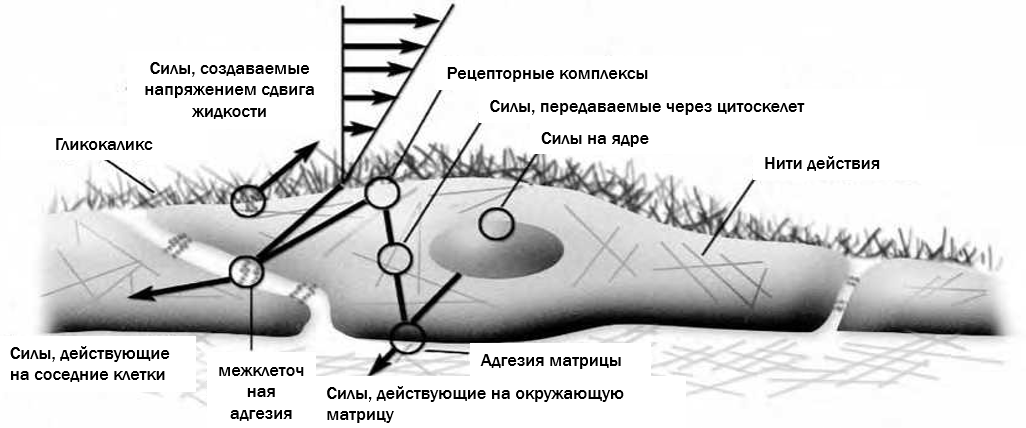 Силы, создаваемые
напряжением сдвига
жидкости
Рецепторные комплексы
Силы, передаваемые через цитоскелет
Силы на ядре
Гликокаликс
Нити действия
Силы, действующие
на соседние клетки
межклеточ
ная
адгезия
Адгезия матрицы
Силы, действующие на окружающую
матрицу